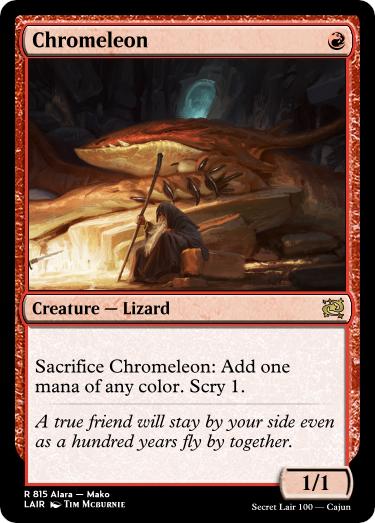 Chromeleon
Creature — Lizard
Sacrifice Chromeleon: Add one
mana of any color. Scry 1.
A true friend will stay by your side even
as a hundred years fly by together.
1/1
R 815 Alara — Mako
LAIR Tim McBurnie
Secret Lair 100 — Cajun